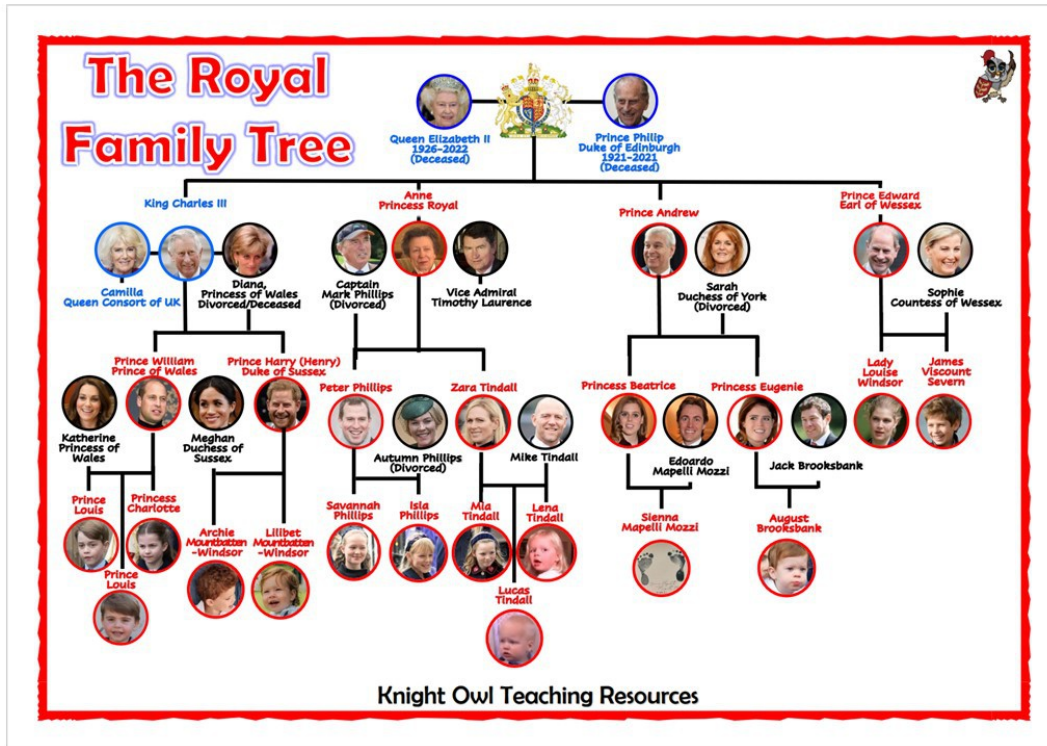 The Royal
Family Tree
Queen Elizabeth II
1926-2022
(Deceased)
Prince Philip
Duke of Edinburgh
1921-2021
(Deceased)
King Charles III
Anne
Princess Royal
Prince Andrew
Prince Edward
Earl of Wessex
Camilla
Queen Consort of UK
Diana,
Princess of Wales
Divorced/Deceased
Captain
Mark Phillips
(Divorced)
Vice Admiral
Timothy Laurence
Sarah
Duchess of York
(Divorced)
Sophie
Countess of Wessex
Prince William
Prince of Wales
Prince Harry (Henry)
Duke of Sussex
Peter Phillips
Zara Tindall
Princess Beatrice
Princess Eugenie
Lady
Louise
Windsor
James
Viscount
Severn
Katherine
Princess of
Wales
Meghan
Duchess of
Sussex
Autumn Phillips
(Divorced)
Mike Tindall
Edoardo
Mapelli Mozzi
Jack Brooksbank
Prince
Louis
Princess
Charlotte
Archie
Mountbatten
-Windsor
Lilibet
Mountbatten
-Windsor
Savannah
Phillips
Isla
Phillips
Mia
Tindall
Lena
Tindall
Sienna
Mapelli Mozzi
August
Brooksbank
Prince
Louis
Lucas
Tindall
Knight Owl Teaching Resources